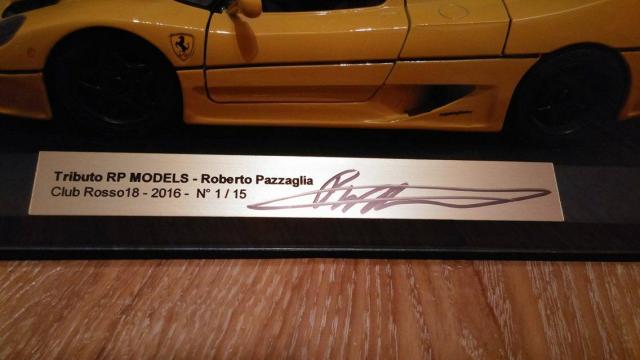 Tributo RP MODELS - Roberto Pazzaglia
Club Rosso18 - 2016 - N° 1 / 15